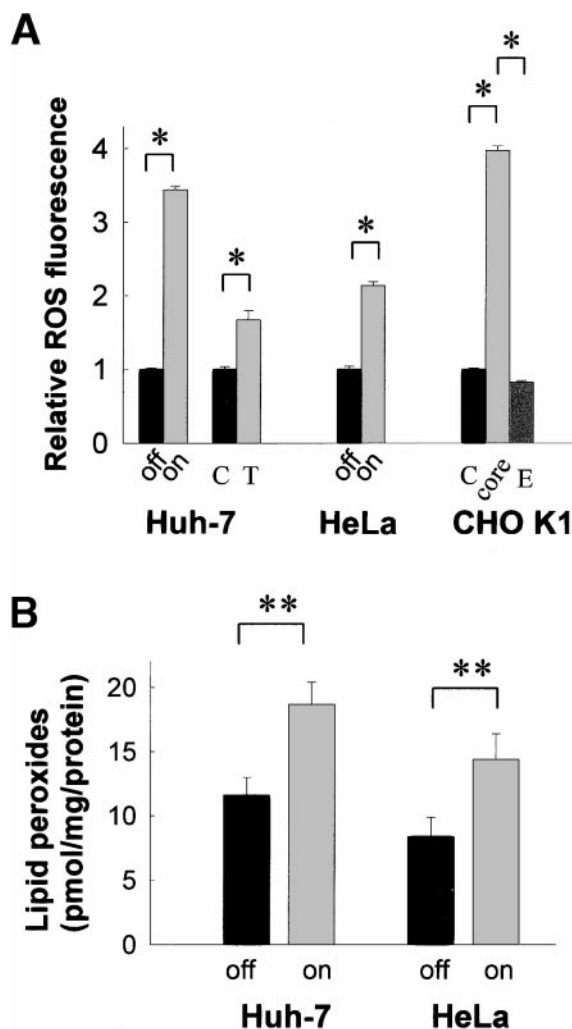 A
Relative ROS fluorescence
4
3
2
1
0
*
*
*
*
*
off on
C T
off on
C core E
Huh-7
HeLa
CHO K1
B
Lipid peroxides
(pmol/mg/protein)
20
15
10
5
0
**
**
off on off on
Huh-7 HeLa